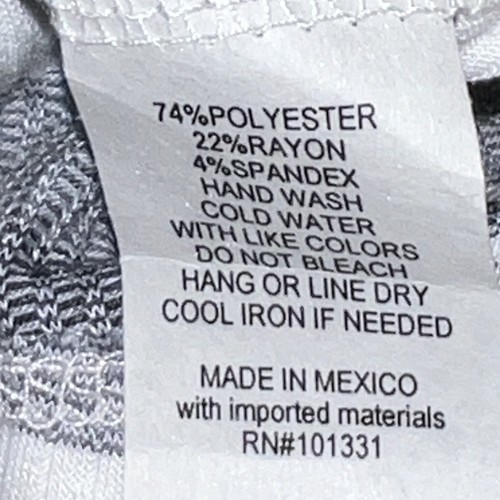 74%POLYESTER
22%RAYON
4%SPANDEX
HAND WASH
COLD WATER
WITH LIKE COLORS
DO NOT BLEACH
HANG OR LINE DRY
COOL IRON IF NEEDED
MADE IN MEXICO
with imported materials
RN#101331